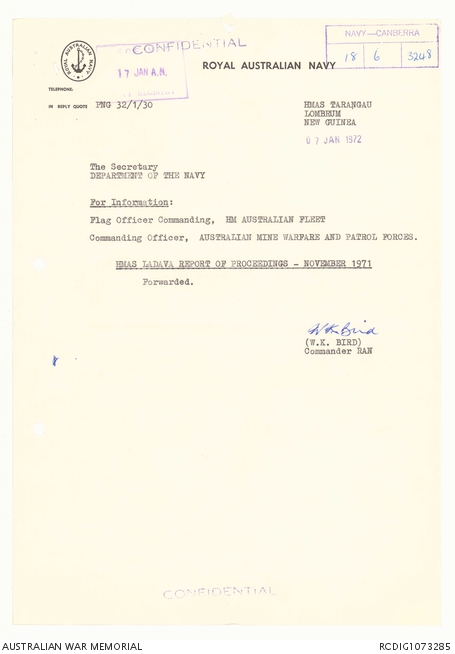 CONFIDENTIAL
NAVY—CANBERRA
18 6 3248
ROYAL AUSTRALIAN NAVY
17 JAN A.N.
ROYAL AUSTRALIAN NAVY
TELEPHONE:
IN REPLY QUOTE PNG 32/1/30
HMAS TARANGAU
LOMBRUM
NEW GUINEA
07 JAN 1972
The Secretary
DEPARTMENT OF THE NAVY
For Information:
Flag Officer Commanding, HM AUSTRALIAN FLEET
Commanding Officer, AUSTRALIAN MINE WARFARE AND PATROL FORCES.
HMAS LADAVA REPORT OF PROCEEDINGS - NOVEMBER 1971
Forwarded.
W K Bird
(W.K. BIRD)
Commander RAN
CONFIDENTIAL
AUSTRALIAN WAR MEMORIAL
RCDIG1073285